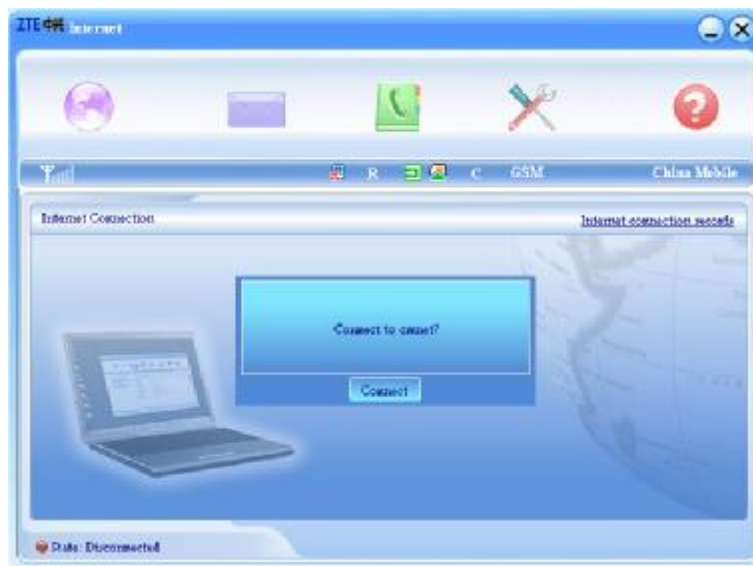 ZTE中兴 Internet
R C GSM China Mobile
Internet Connection
Internet connection records
Connect to cmnet?
Connect
State: Disconnected